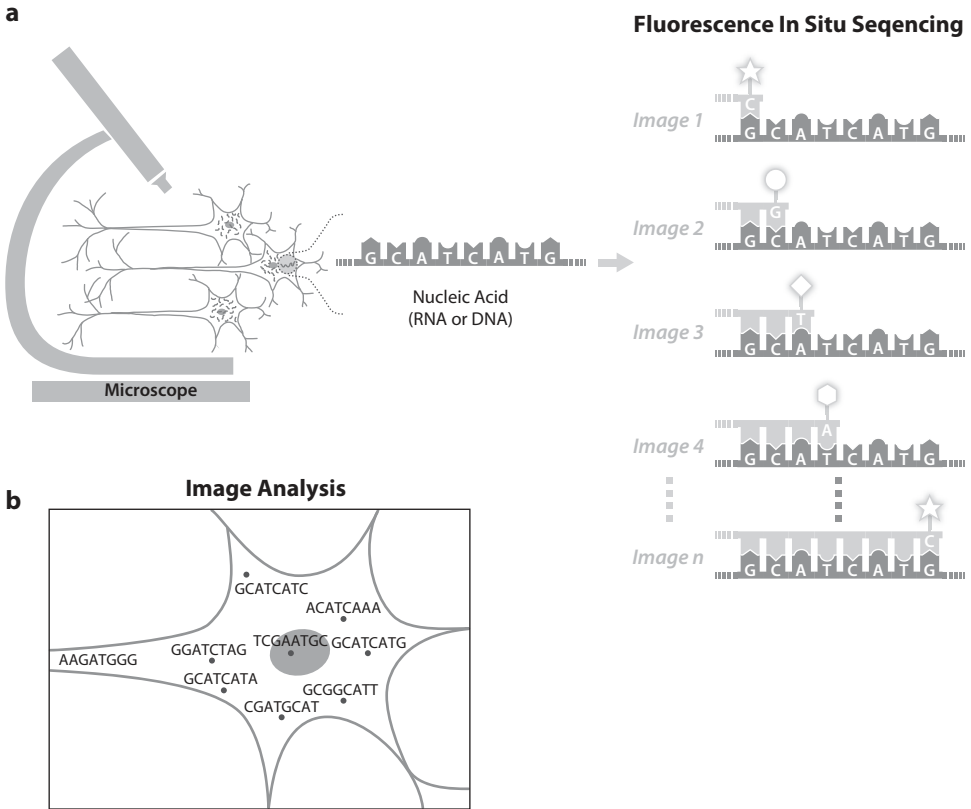 a
Fluorescence In Situ Seqencing
Image 1
C
G C A T C A T G
Image 2
G
G C A T C A T G
G C A T C A T G
Nucleic Acid
(RNA or DNA)
Image 3
T
G C A T C A T G
Microscope
Image 4
A
G C A T C A T G
Image n
C
G C A T C A T G
b
Image Analysis
GCATCATC
ACATCAAA
TCGAATGC
GCATCATG
GGATCTAG
AAGATGGG
GCATCATA
GCGGCATT
CGATGCAT